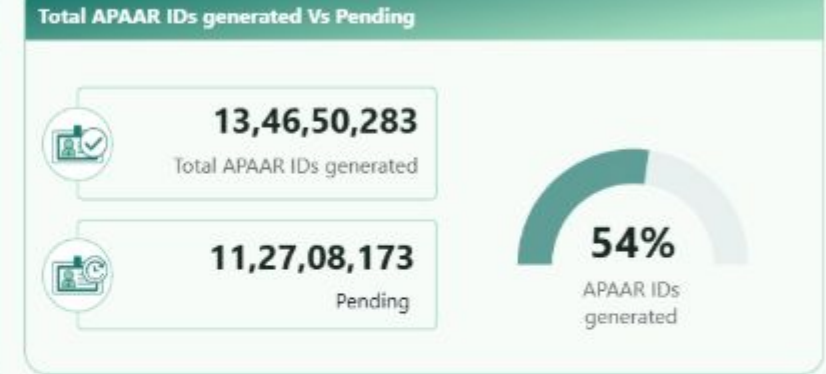 Total APAAR IDs generated Vs Pending
13,46,50,283
Total APAAR IDs generated
11,27,08,173
Pending
54%
APAAR IDs
generated